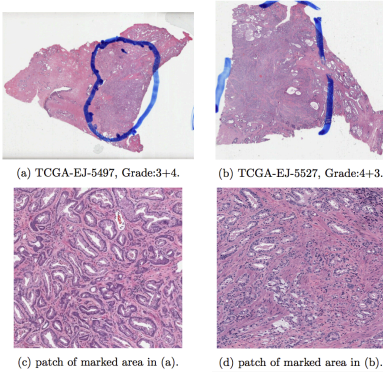 (a) TCGA-EJ-5497, Grade:3+4.
(b) TCGA-EJ-5527, Grade:4+3.
(c) patch of marked area in (a).
(d) patch of marked area in (b).